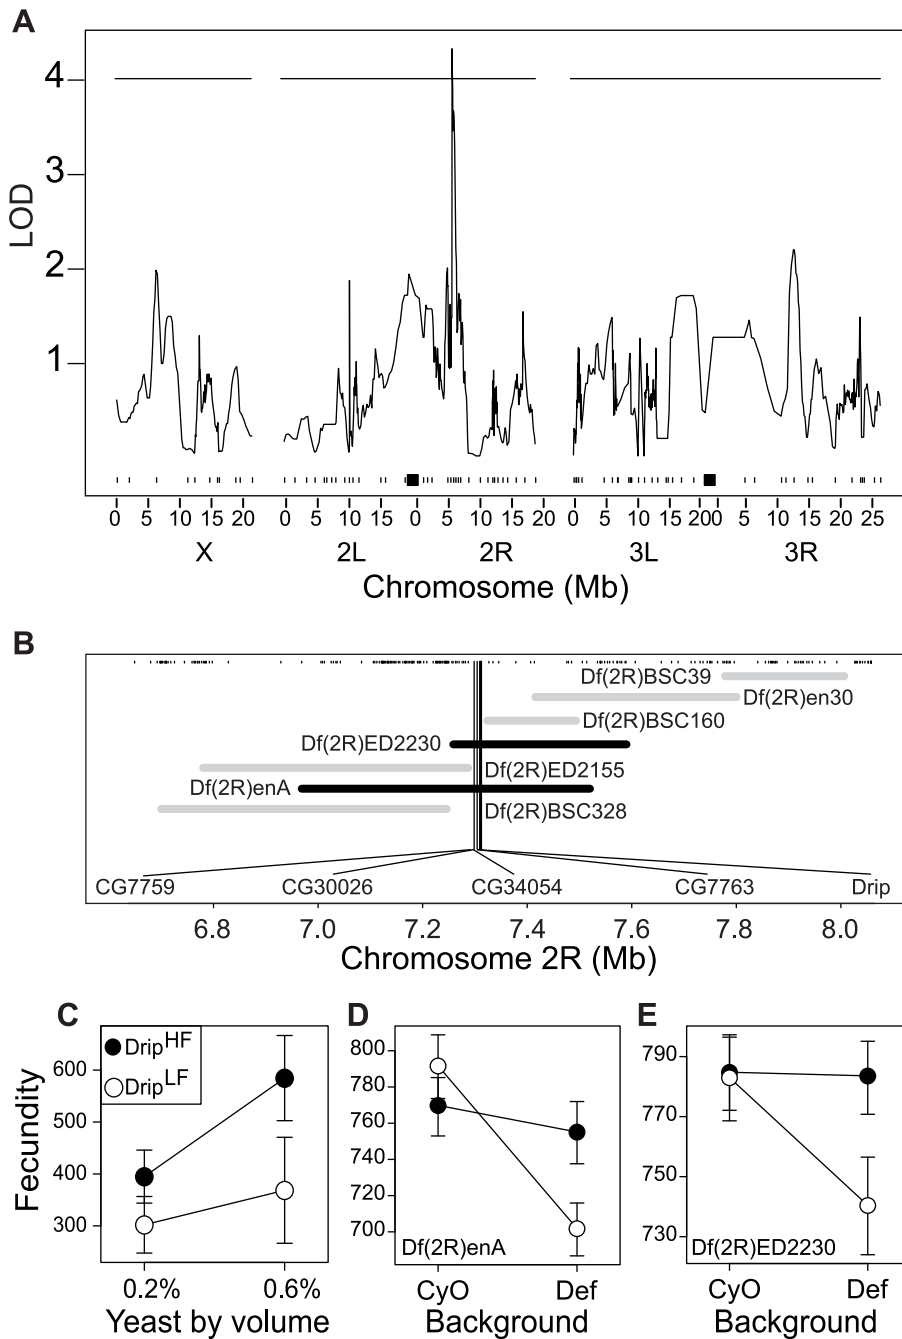 A
LOD
4
3
2
1
0 5 10 15 20 0 5 10 15 0 5 10 15 20 0 5 10 15 20 0 5 10 15 20 25
X 2L 2R 3L 3R
Chromosome (Mb)
B
Df(2R)BSC39
Df(2R)en30
Df(2R)BSC160
Df(2R)ED2230
Df(2R)ED2155
Df(2R)enA
Df(2R)BSC328
CG7759 CG30026 CG34054 CG7763 Drip
6.8 7.0 7.2 7.4 7.6 7.8 8.0
Chromosome 2R (Mb)
C
Drip HF
Drip LF
Fecundity
600
500
400
300
0.2% 0.6%
Yeast by volume
D
800
780
760
740
720
700
Df(2R)enA
CyO Def
Background
E
790
770
750
730
Df(2R)ED2230
CyO Def
Background